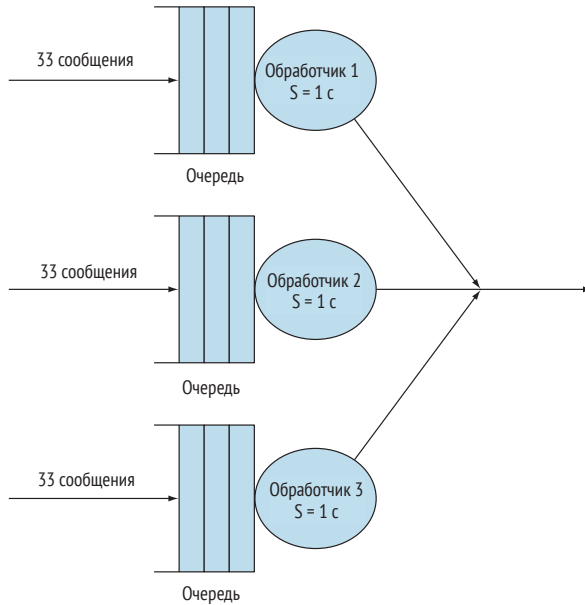 33 сообщения
Обработчик 1
S = 1 с
Очередь
33 сообщения
Обработчик 2
S = 1 с
Очередь
33 сообщения
Обработчик 3
S = 1 с
Очередь